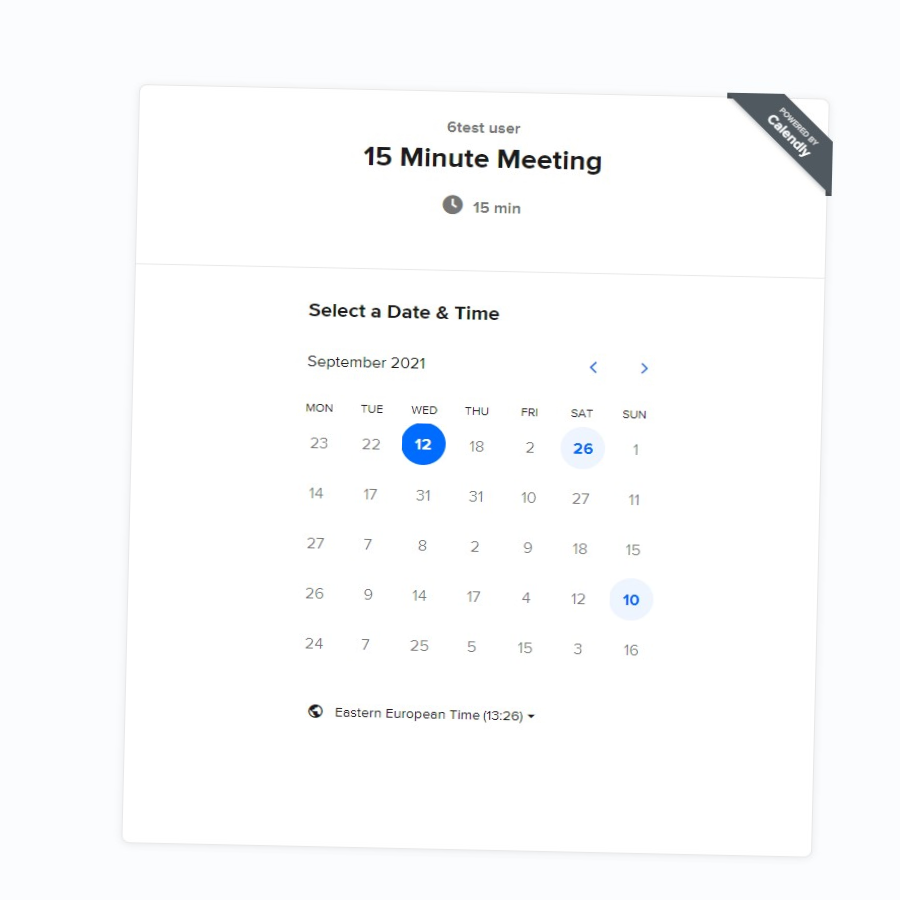 6test user
15 Minute Meeting
15 min
POWERED BY
Calendly
Select a Date & Time
September 2021
MON TUE WED THU FRI SAT SUN
23 22 12 18 2 26 1
14 17 31 31 10 27 11
27 7 8 2 9 18 15
26 9 14 17 4 12 10
24 7 25 5 15 3 16
Eastern European Time (13:26)